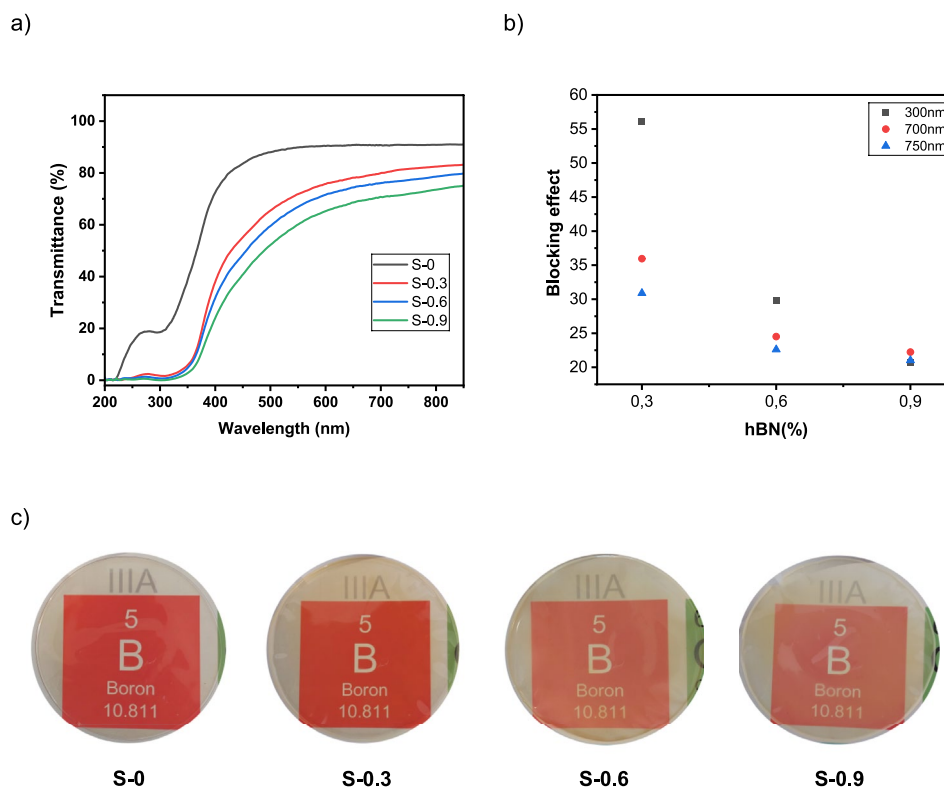 a)
b)
100
80
60
40
20
0
Transmittance (%)
200
300
400
500
600
700
800
Wavelength (nm)
S-0
S-0.3
S-0.6
S-0.9
60
55
50
45
40
35
30
25
20
Blocking effect
0,3
0,6
0,9
hBN(%)
300nm
700nm
750nm
c)
IIIA
5
B
Boron
10.811
IIIA
5
B
Boron
10.811
IIIA
5
B
Boron
10.811
IIIA
5
B
Boron
10.811
S-0
S-0.3
S-0.6
S-0.9